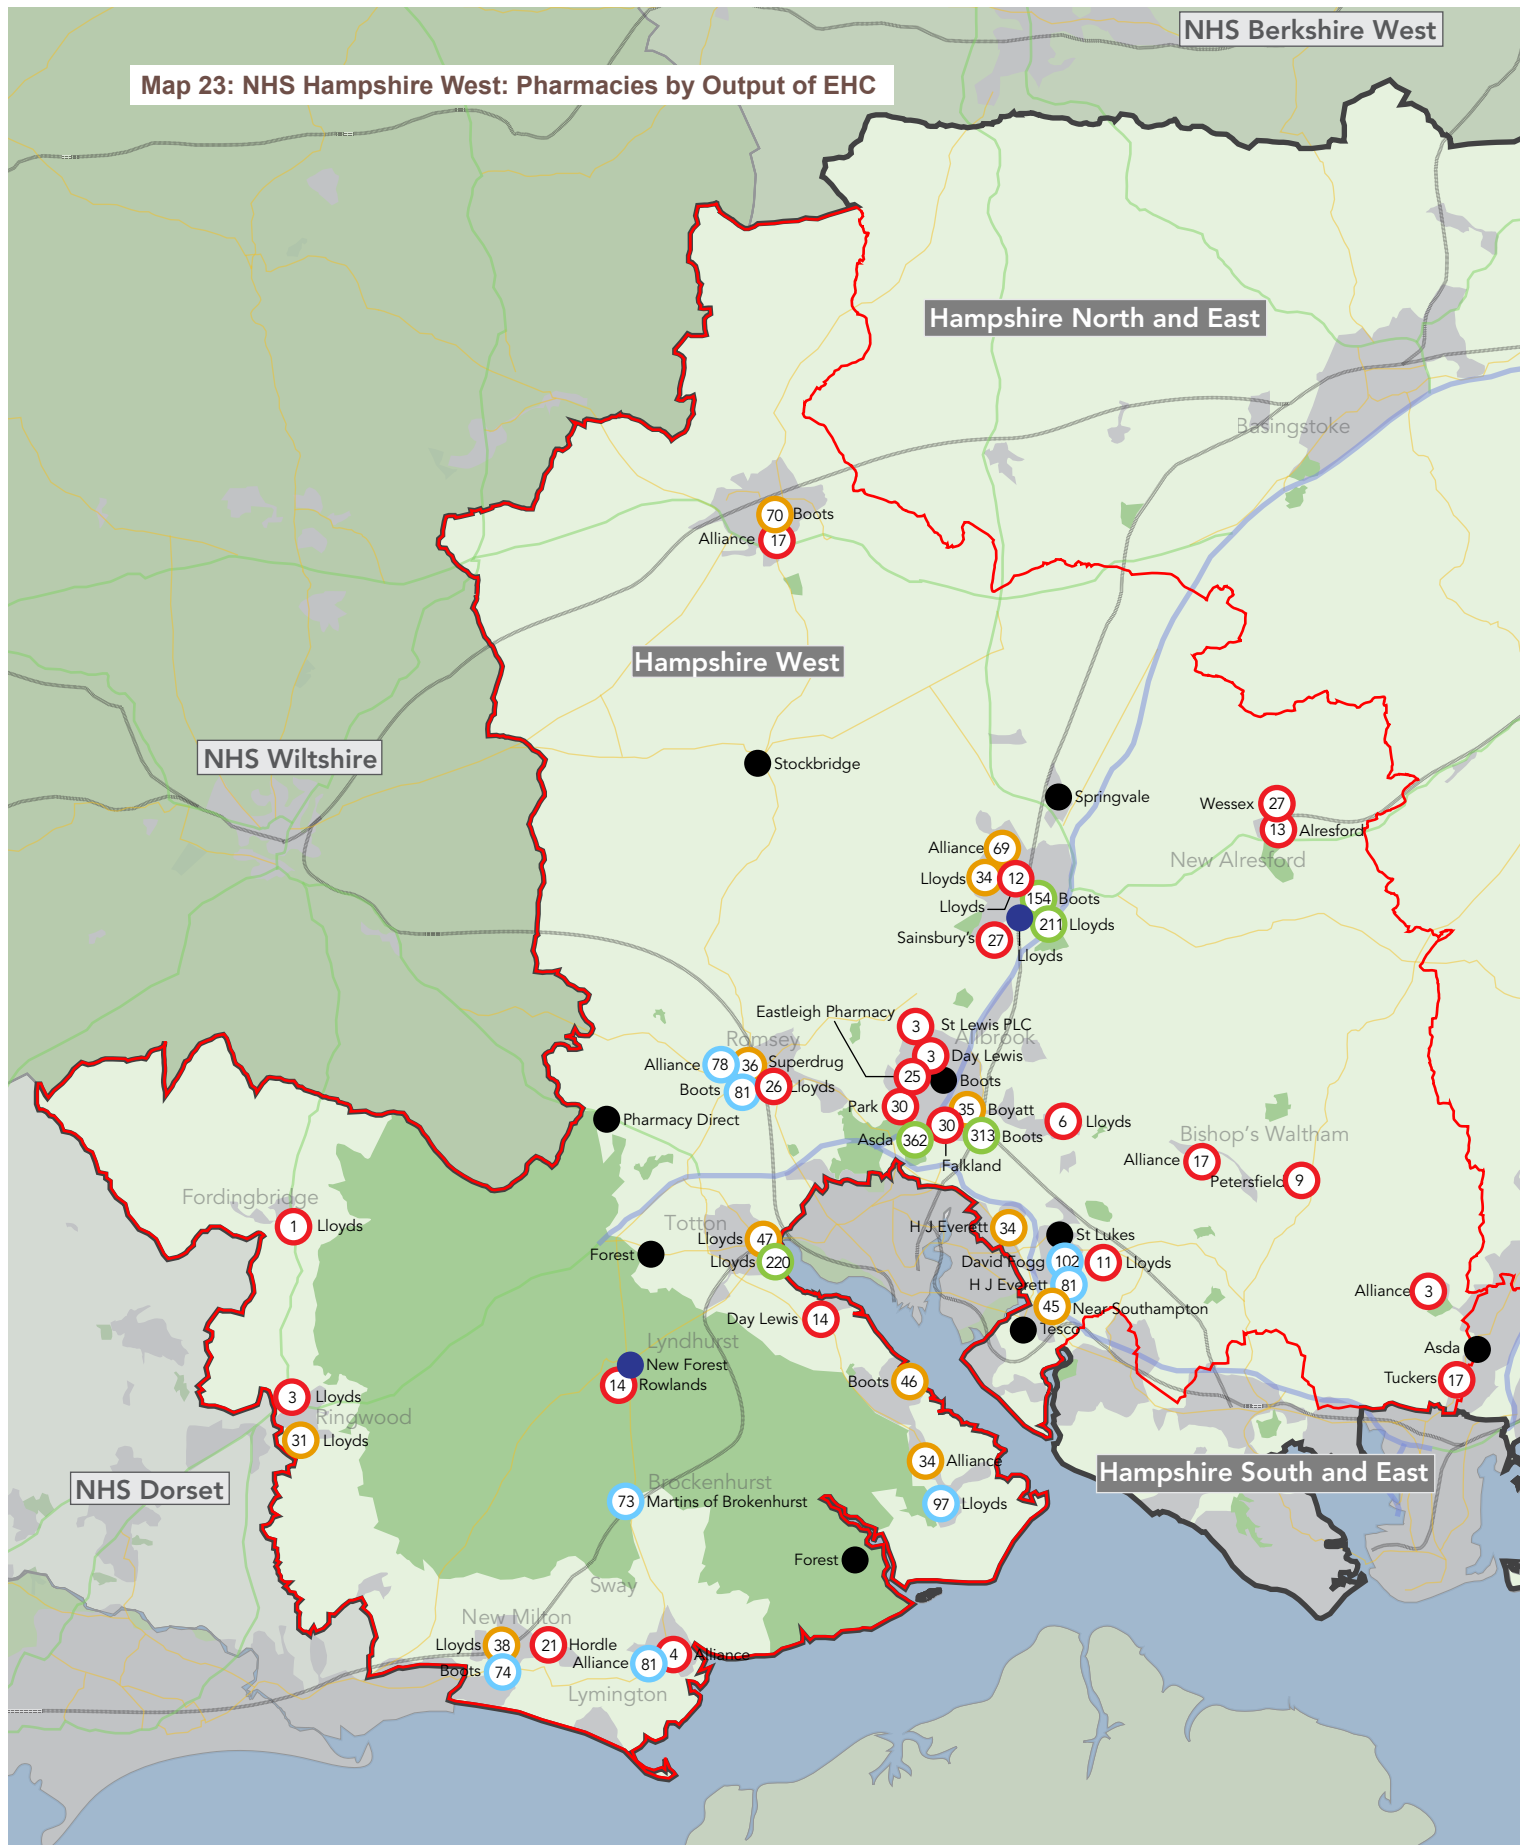 NHS Berkshire West
Map 23: NHS Hampshire West: Pharmacies by Output of EHC
Hampshire North and East
Basingstoke
70 Boots
Alliance 17
Hampshire West
NHS Wiltshire
Stockbridge
Springvale
Wessex 27
13 Alresford
New Alresford
Alliance 69
Lloyds 34
12
Lloyds
154 Boots
211 Lloyds
Sainsbury's 27
Lloyds
Eastleigh Pharmacy
3 St Lewis PLC
Allbrook
Romsey
3 Day Lewis
Alliance 78
36 Superdrug
25
Boots
Boots 81
26 Lloyds
Park 30
35 Boyatt
Pharmacy Direct
6 Lloyds
30
Asda 362
313 Boots
Bishop's Waltham
Falkland
Alliance 17
Petersfield 9
Fordingbridge
1 Lloyds
Totton
Lloyds 47
H J Everett 34
St Lukes
Forest
Lloyds 220
David Fogg 102
11 Lloyds
H J Everett 81
Alliance 3
45 Near Southampton
Day Lewis 14
Tesco
Lyndhurst
Asda
New Forest
14 Rowlands
Boots 46
Tuckers 17
3 Lloyds
Ringwood
31 Lloyds
34 Alliance
Hampshire South and East
NHS Dorset
Brockenhurst
73 Martins of Brokenhurst
97 Lloyds
Forest
Sway
New Milton
Lloyds 38
21 Hordle
4 Alliance
Alliance 81
Boots 74
Lymington